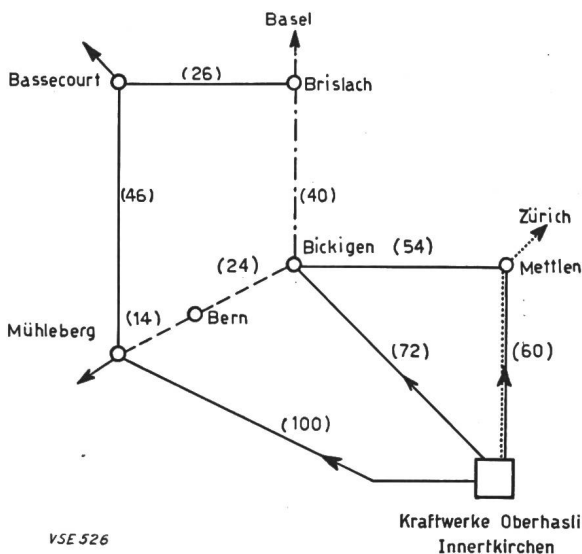 Basel
(26)
Bassecourt
Brislach
(46)
(40)
Zürich
Bickigen
(54)
Mettlen
(24)
(14)
Bern
Mühleberg
(72)
(60)
(100)
Kraftwerke Oberhasli
Innertkirchen
VSE 526